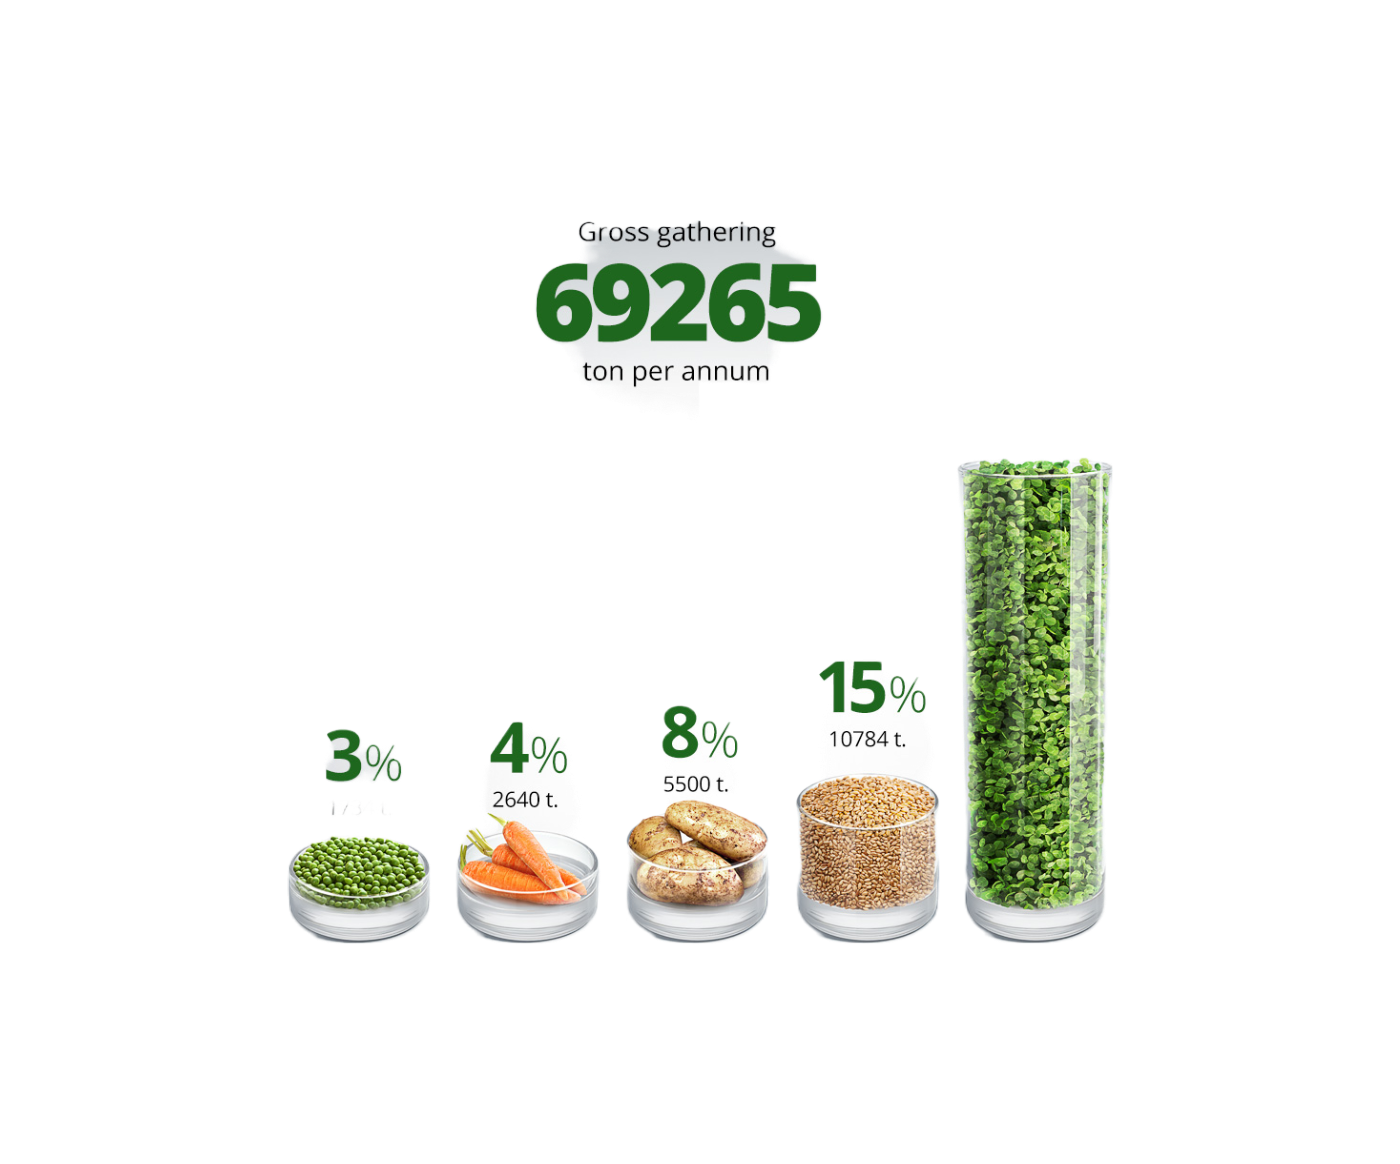 Gross gathering
69265
ton per annum
3%
4%
2640 t.
8%
5500 t.
15%
10784 t.